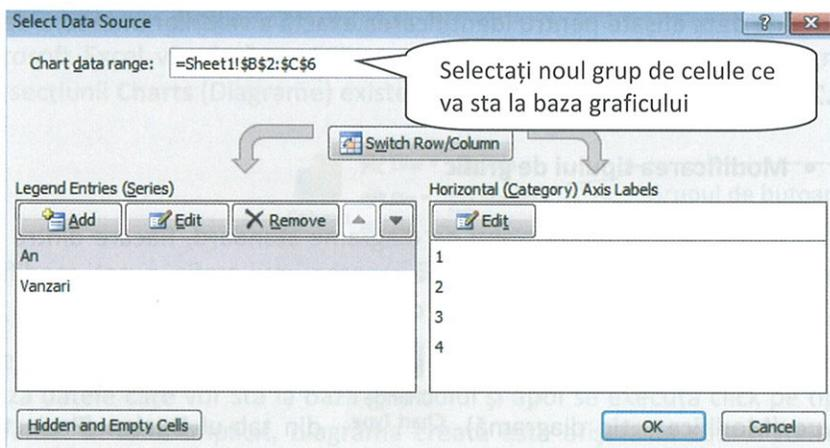 Select Data Source
Chart data range: =Sheet1!$B$2:$C$6
Selectați noul grup de celule ce
va sta la baza graficului
Switch Row/Column
Legend Entries (Series)
Horizontal (Category) Axis Labels
Add Edit Remove
Edit
An
Vanzari
1
2
3
4
Hidden and Empty Cells
OK Cancel